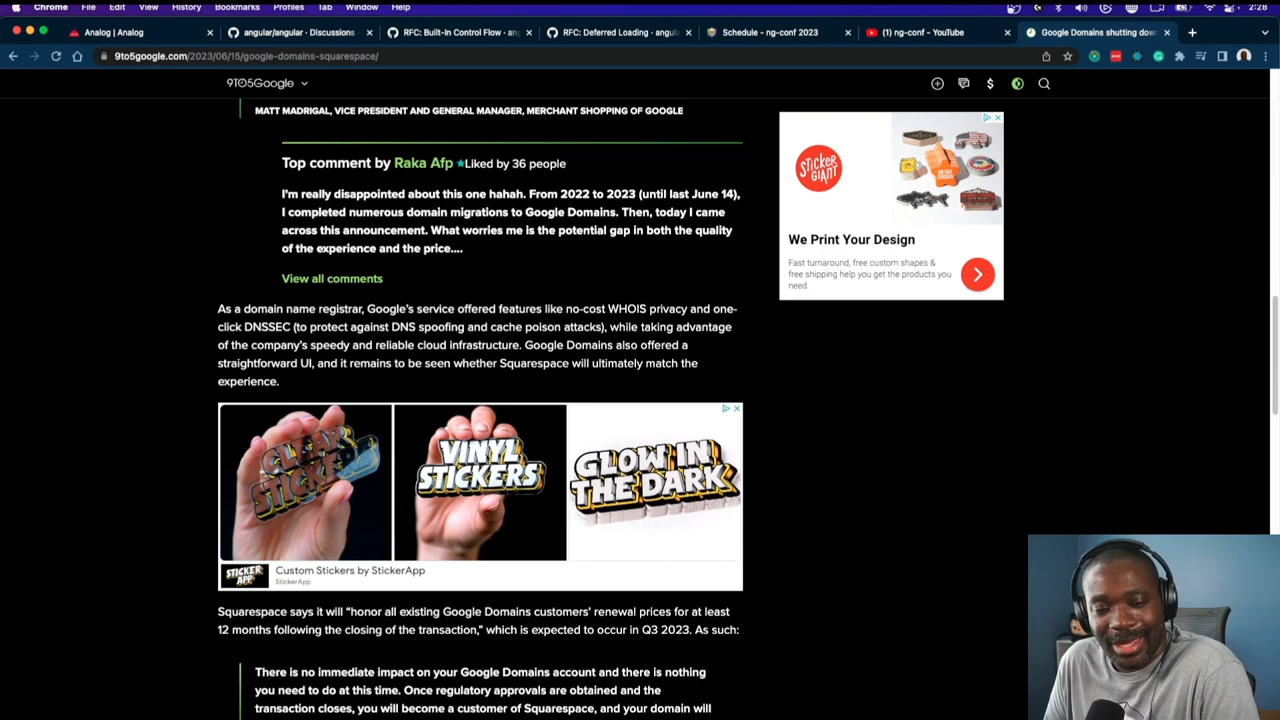 Chrome File Edit View History Bookmarks Profiles Tab Window Help 2:28
Analog | Analog
angular/angular · Discussions
RFC: Built-In Control Flow · ang
RFC: Deferred Loading · angula
Schedule – ng-conf 2023
(1) ng-conf - YouTube
Google Domains shutting dow
9to5google.com/2023/06/15/google-domains-squarespace/
9TO5Google
MATT MADRIGAL, VICE PRESIDENT AND GENERAL MANAGER, MERCHANT SHOPPING OF GOOGLE
Top comment by Raka Afp Liked by 36 people
I'm really disappointed about this one hahah. From 2022 to 2023 (until last June 14),
I completed numerous domain migrations to Google Domains. Then, today I came
across this announcement. What worries me is the potential gap in both the quality
of the experience and the price....
View all comments
As a domain name registrar, Google's service offered features like no-cost WHOIS privacy and one-
click DNSSEC (to protect against DNS spoofing and cache poison attacks), while taking advantage
of the company's speedy and reliable cloud infrastructure. Google Domains also offered a
straightforward UI, and it remains to be seen whether Squarespace will ultimately match the
experience.
STICKER
GIANT
We Print Your Design
Fast turnaround, free custom shapes &
free shipping help you get the products you
need.
CLEAR
STICKERS
VINYL
STICKERS
GLOW IN
THE DARK
STICKER
APP
Custom Stickers by StickerApp
StickerApp
Squarespace says it will “honor all existing Google Domains customers’ renewal prices for at least
12 months following the closing of the transaction,” which is expected to occur in Q3 2023. As such:
There is no immediate impact on your Google Domains account and there is nothing
you need to do at this time. Once regulatory approvals are obtained and the
transaction closes, you will become a customer of Squarespace, and your domain will